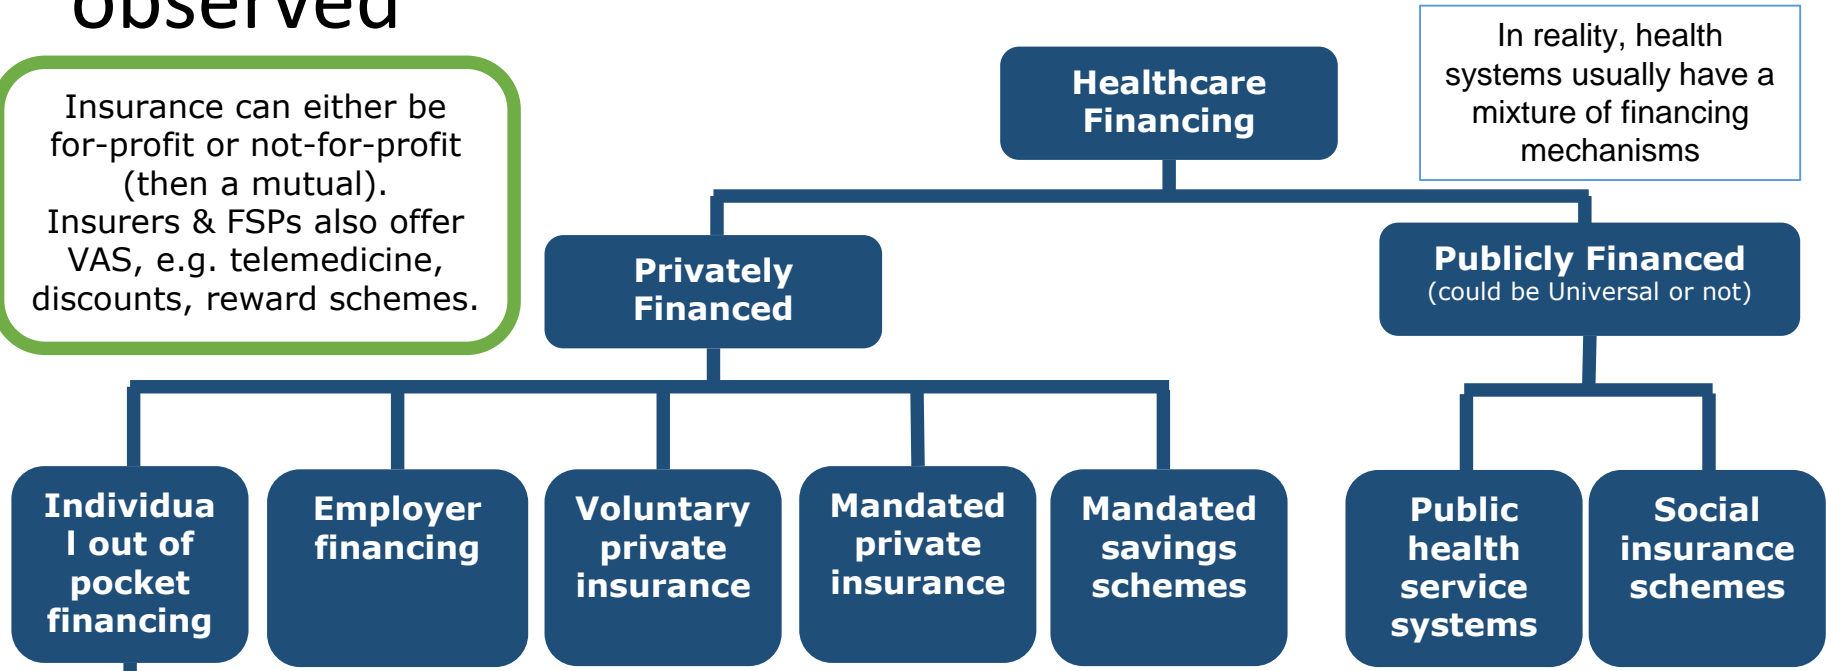 observed
Insurance can either be
for-profit or not-for-profit
(then a mutual).
Insurers & FSPs also offer
VAS, e.g. telemedicine,
discounts, reward schemes.
Healthcare
Financing
In reality, health
systems usually have a
mixture of financing
mechanisms
Privately
Financed
Publicly Financed
(could be Universal or not)
Individua
l out of
pocket
financing
Employer
financing
Voluntary
private
insurance
Mandated
private
insurance
Mandated
savings
schemes
Public
health
service
systems
Social
insurance
schemes